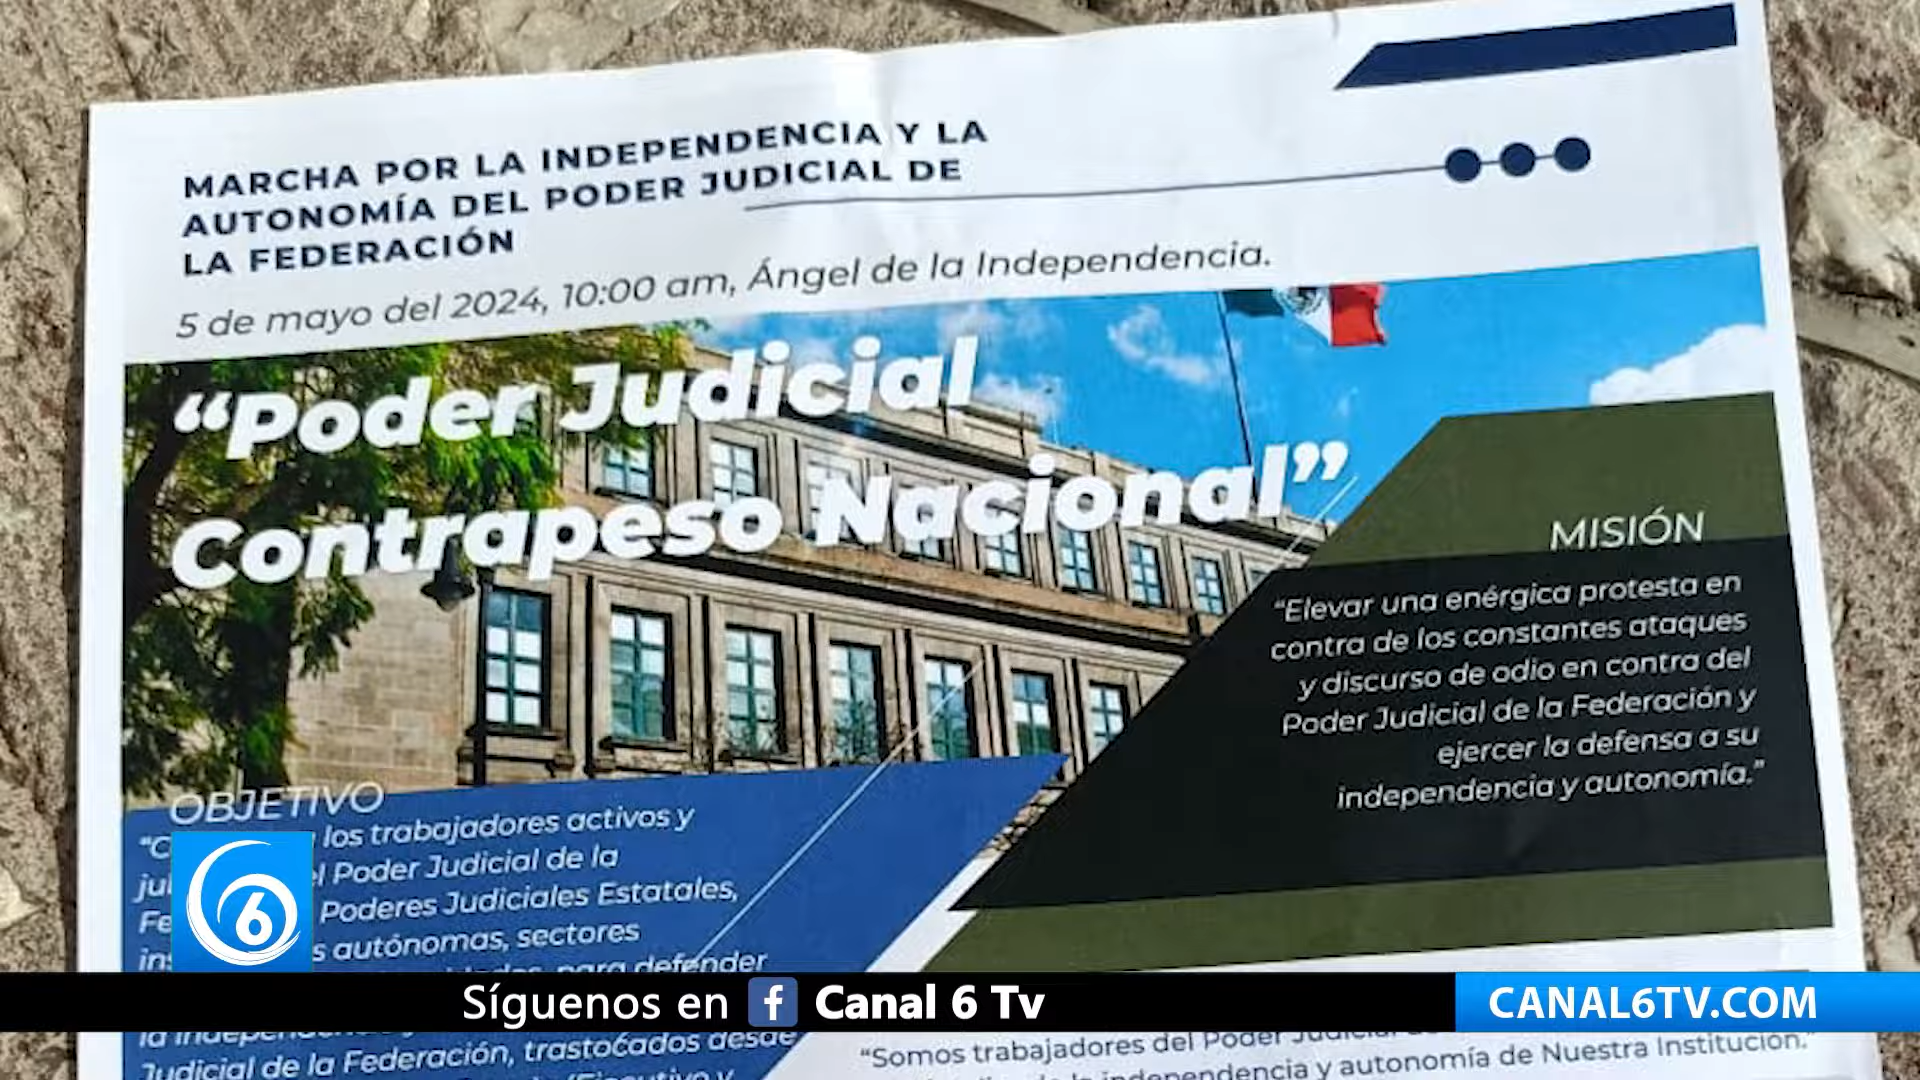 MARCHA POR LA INDEPENDENCIA Y LA
AUTONOMÍA DEL PODER JUDICIAL DE
LA FEDERACIÓN
5 de mayo del 2024, 10:00 am, Ángel de la Independencia.
“Poder Judicial
Contrapeso Nacional”
MISIÓN
“Elevar una enérgica protesta en
contra de los constantes ataques
y discurso de odio en contra del
Poder Judicial de la Federación y
ejercer la defensa a su
independencia y autonomía.”
OBJETIVO
los trabajadores activos y
Poder Judicial de la
Poderes Judiciales Estatales,
autónomas, sectores
para defender
6
Síguenos en f Canal 6 Tv
CANAL6TV.COM
la
Judicial de la Federación, trastocados desde
“Somos trabajadores del Poder
independencia y autonomía de Nuestra Institución.”